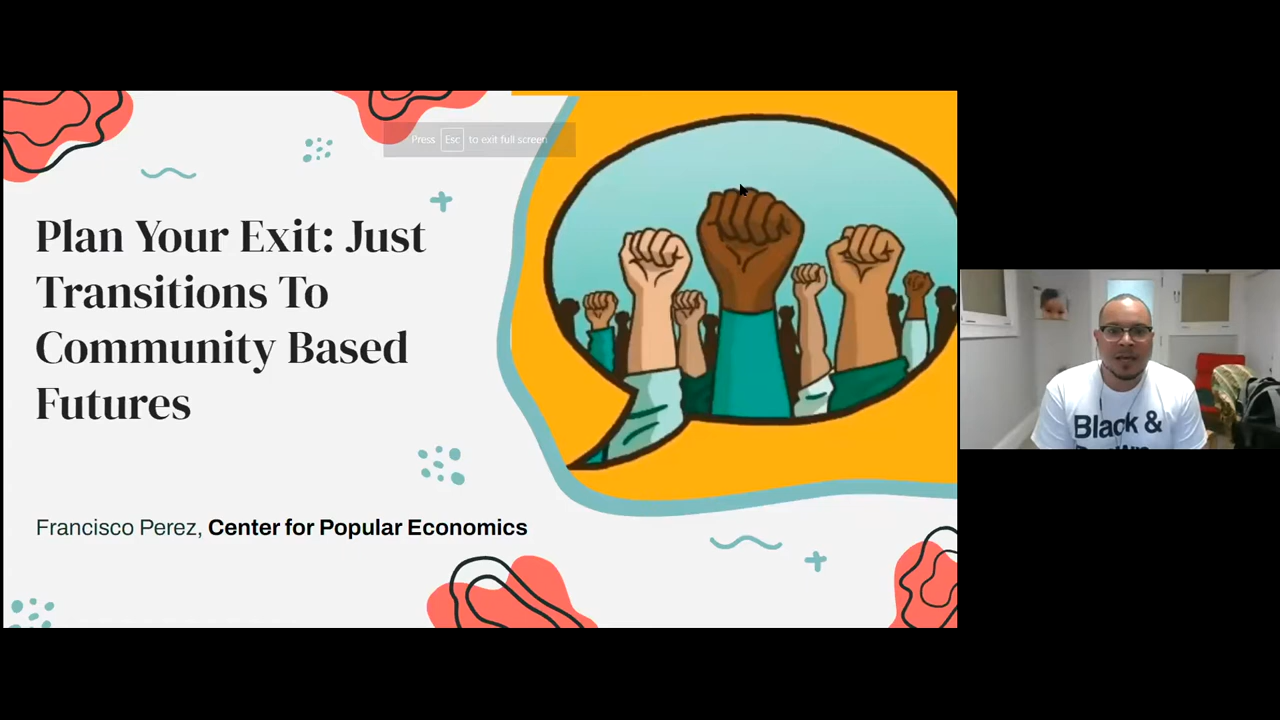 Press Esc to exit full screen
Plan Your Exit: Just
Transitions To
Community Based
Futures
Francisco Perez, Center for Popular Economics
Black &